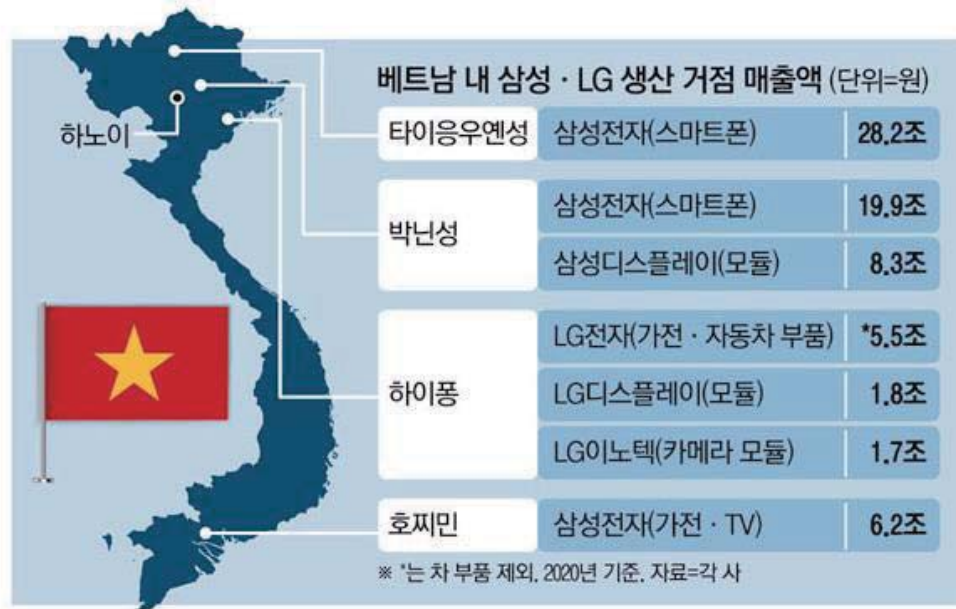 베트남 내 삼성 · LG 생산 거점 매출액 (단위=원)
하노이
타이응우옌성 삼성전자(스마트폰) 28.2조
박닌성
삼성전자(스마트폰) 19.9조
삼성디스플레이(모듈) 8.3조
하이퐁
LG전자(가전 · 자동차 부품) *5.5조
LG디스플레이(모듈) 1.8조
LG이노텍(카메라 모듈) 1.7조
호찌민 삼성전자(가전 · TV) 6.2조
※ *는 차 부품 제외, 2020년 기준, 자료=각 사